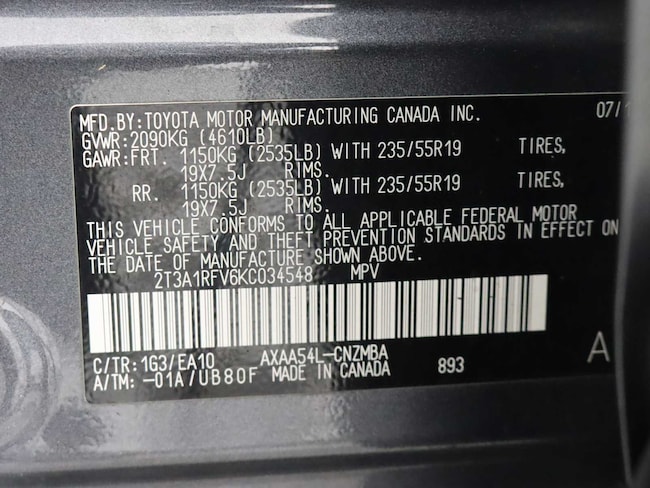 MFD.BY:TOYOTA MOTOR MANUFACTURING CANADA INC. 07/1
GVWR:2090KG (4610LB)
GAWR:FRT. 1150KG (2535LB) WITH 235/55R19 TIRES,
19X7.5J RIMS.
RR. 1150KG (2535LB) WITH 235/55R19 TIRES,
19X7.5J RIMS.
THIS VEHICLE CONFORMS TO ALL APPLICABLE FEDERAL MOTOR
VEHICLE SAFETY AND THEFT PREVENTION STANDARDS IN EFFECT ON
THE DATE OF MANUFACTURE SHOWN ABOVE.
2T3A1RFV6KC034548 MPV
C/TR: 1G3/EA10 AXAA54L-CNZMBA A
A/TM: -01A/UB80F MADE IN CANADA 893